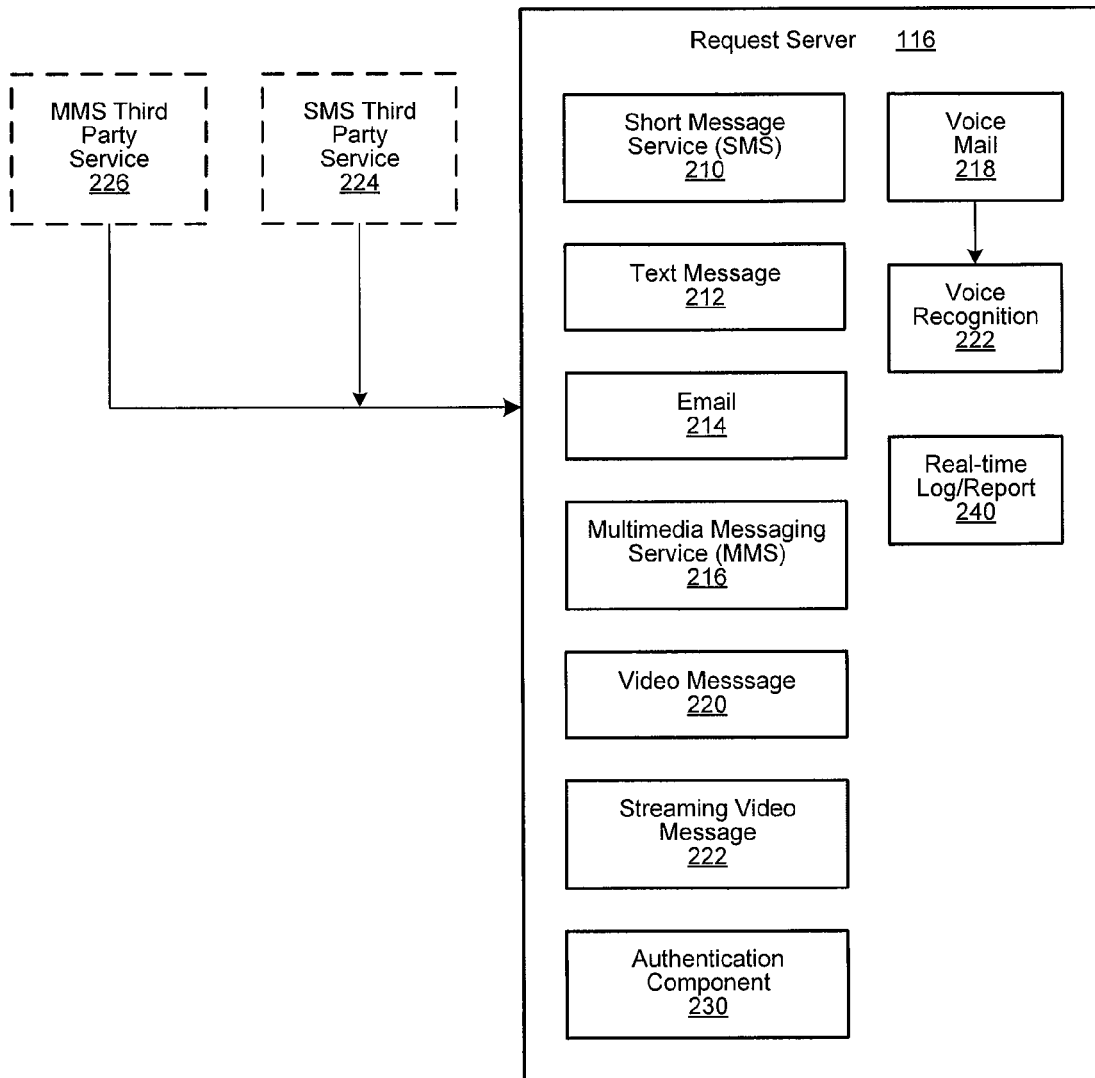 Request Server 116
MMS Third
Party
Service
226
SMS Third
Party
Service
224
Short Message
Service (SMS)
210
Voice
Mail
218
Text Message
212
Voice
Recognition
222
Email
214
Real-time
Log/Report
240
Multimedia Messaging
Service (MMS)
216
Video Messsage
220
Streaming Video
Message
222
Authentication
Component
230